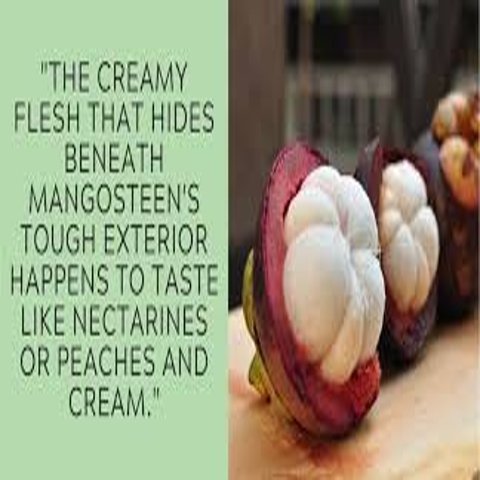 "THE CREAMY
FLESH THAT HIDES
BENEATH
MANGOSTEEN'S
TOUGH EXTERIOR
HAPPENS TO TASTE
LIKE NECTARINES
OR PEACHES AND
CREAM."